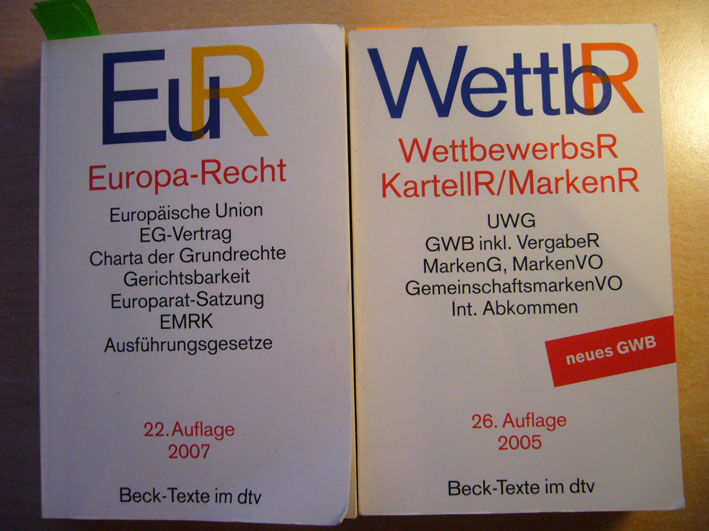 EuR
Europa-Recht
Europäische Union
EG-Vertrag
Charta der Grundrechte
Gerichtsbarkeit
Europarat-Satzung
EMRK
Ausführungsgesetze
22. Auflage
2007
Beck-Texte im dtv
WettbR
WettbewerbsR
KartellR/MarkenR
UWG
GWB inkl. VergabeR
MarkenG, MarkenVO
GemeinschaftsmarkenVO
Int. Abkommen
neues GWB
26. Auflage
2005
Beck-Texte im dtv